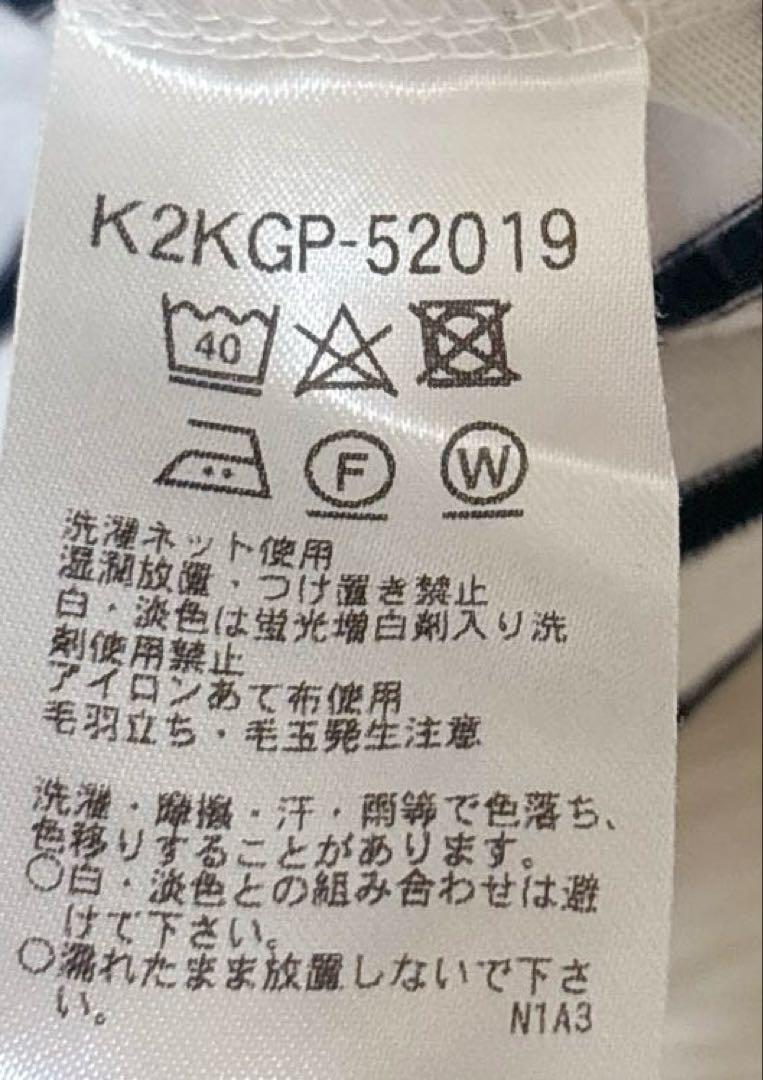 K2KGP-52019
40
F W
洗濯ネット使用
湿潤放置・つけ置き禁止
白・淡色は蛍光増白剤入り洗
剤使用禁止
アイロンあて布使用
毛羽立ち・毛玉発生注意
洗濯・摩擦・汗・雨等で色落ち、
色移りすることがあります。
○白・淡色との組み合わせは避
けて下さい。
○濡れたまま放置しないで下さ
い。
N1A3